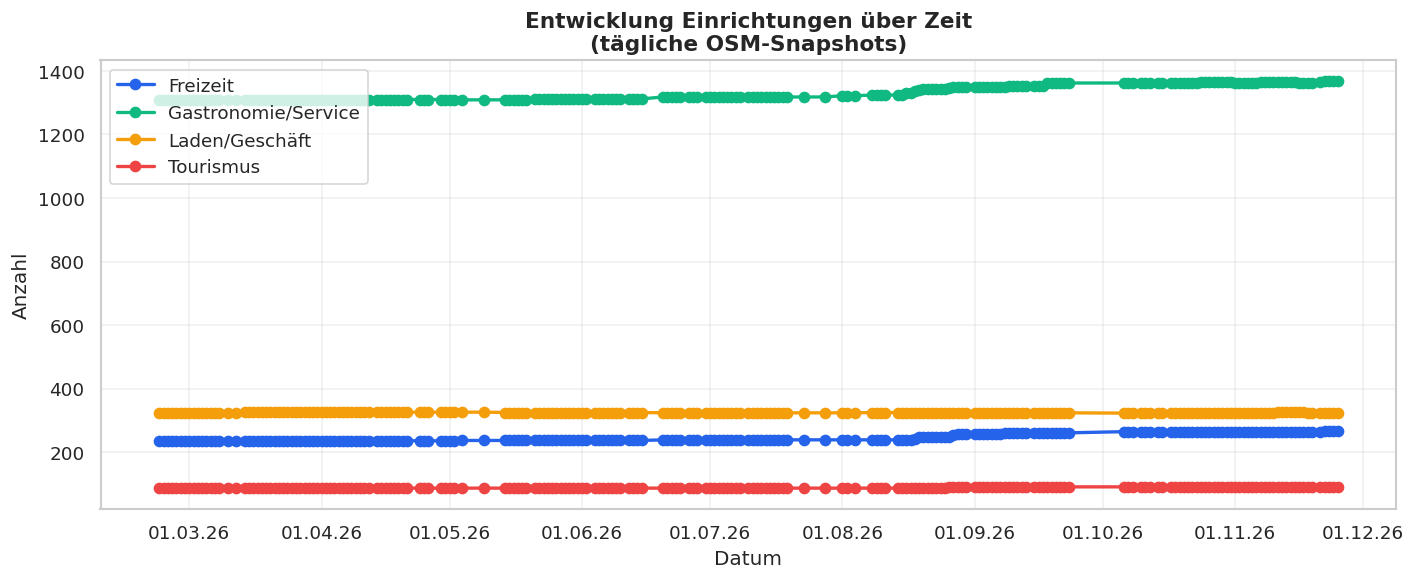 Entwicklung Einrichtungen über Zeit
(tägliche OSM-Snapshots)
Freizeit
Gastronomie/Service
Laden/Geschäft
Tourismus
Anzahl
1400
1200
1000
800
600
400
200
01.03.26 01.04.26 01.05.26 01.06.26 01.07.26 01.08.26 01.09.26 01.10.26 01.11.26 01.12.26
Datum